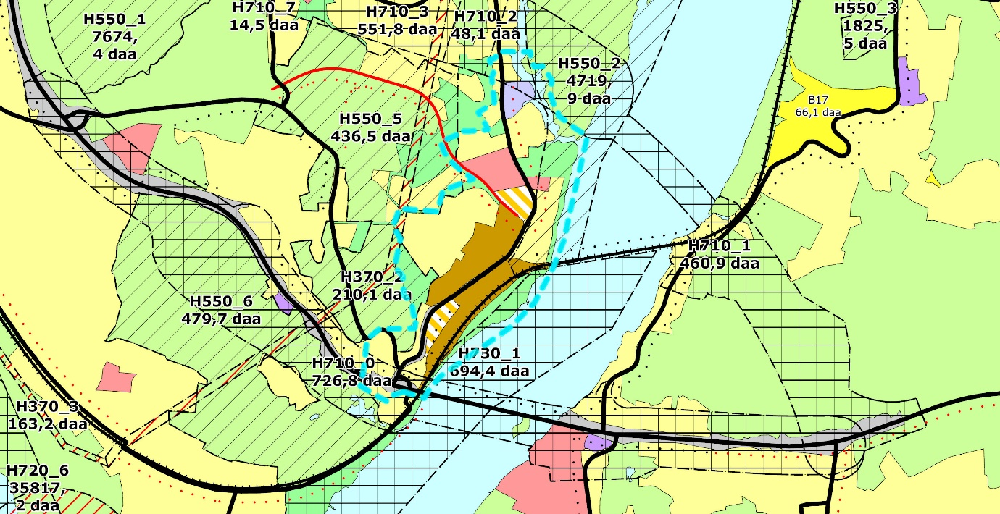 H710_7
14,5 daa
H710_3
551,8 daa
H710_2
48,1 daa
H550_1
7674,
4 daa
H550_3
1825,
5 daa
H550_2
4719,
9 daa
B17
66,1 daa
H550_5
436,5 daa
H710_1
460,9 daa
H370_2
210,1 daa
H550_6
479,7 daa
H710_0
726,8 daa
H730_1
694,4 daa
H370_3
163,2 daa
H720_6
35817,
2 daa